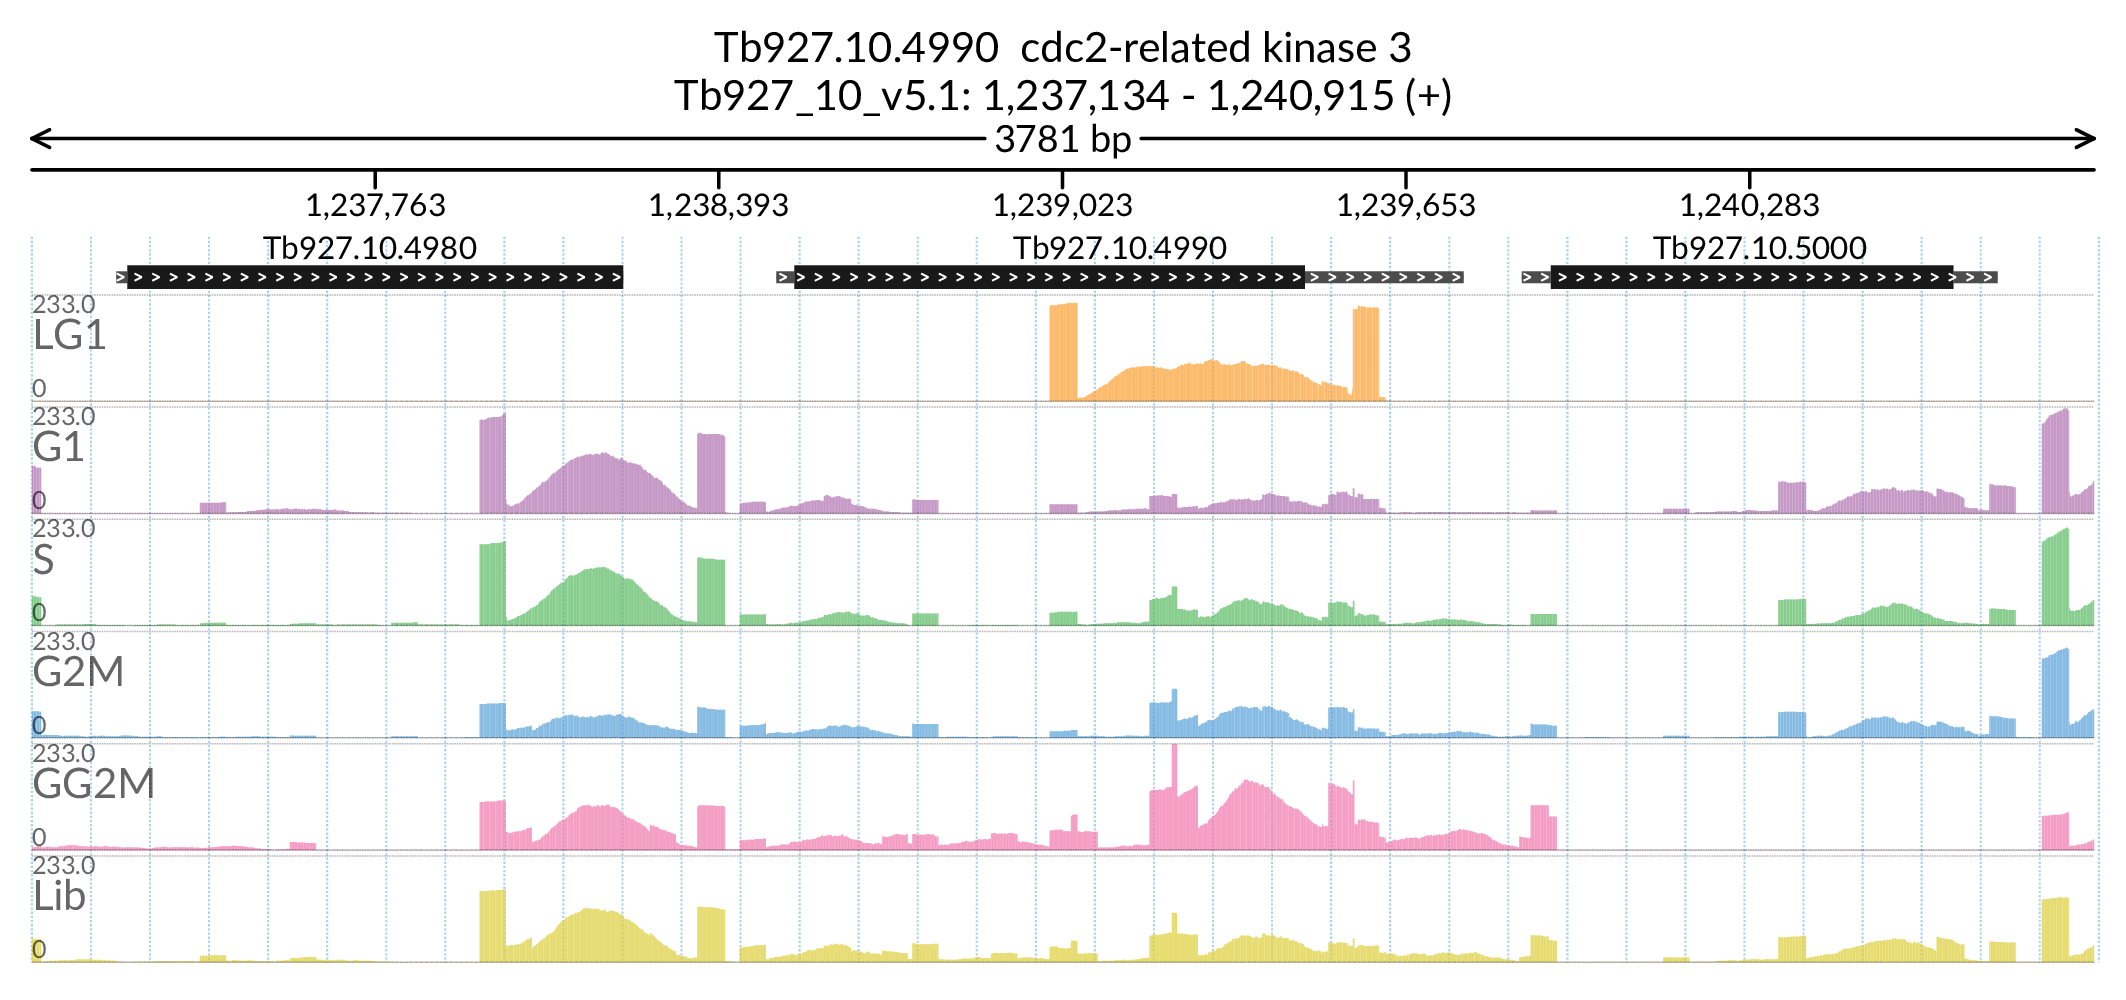 Tb927.10.4990  cdc2-related kinase 3
Tb927_10_v5.1: 1,237,134 - 1,240,915 (+)
3781 bp
1,237,763 1,238,393 1,239,023 1,239,653 1,240,283
Tb927.10.4980 Tb927.10.4990 Tb927.10.5000
233.0
LG1
0
233.0
G1
0
233.0
S
0
233.0
G2M
0
233.0
GG2M
0
233.0
Lib
0